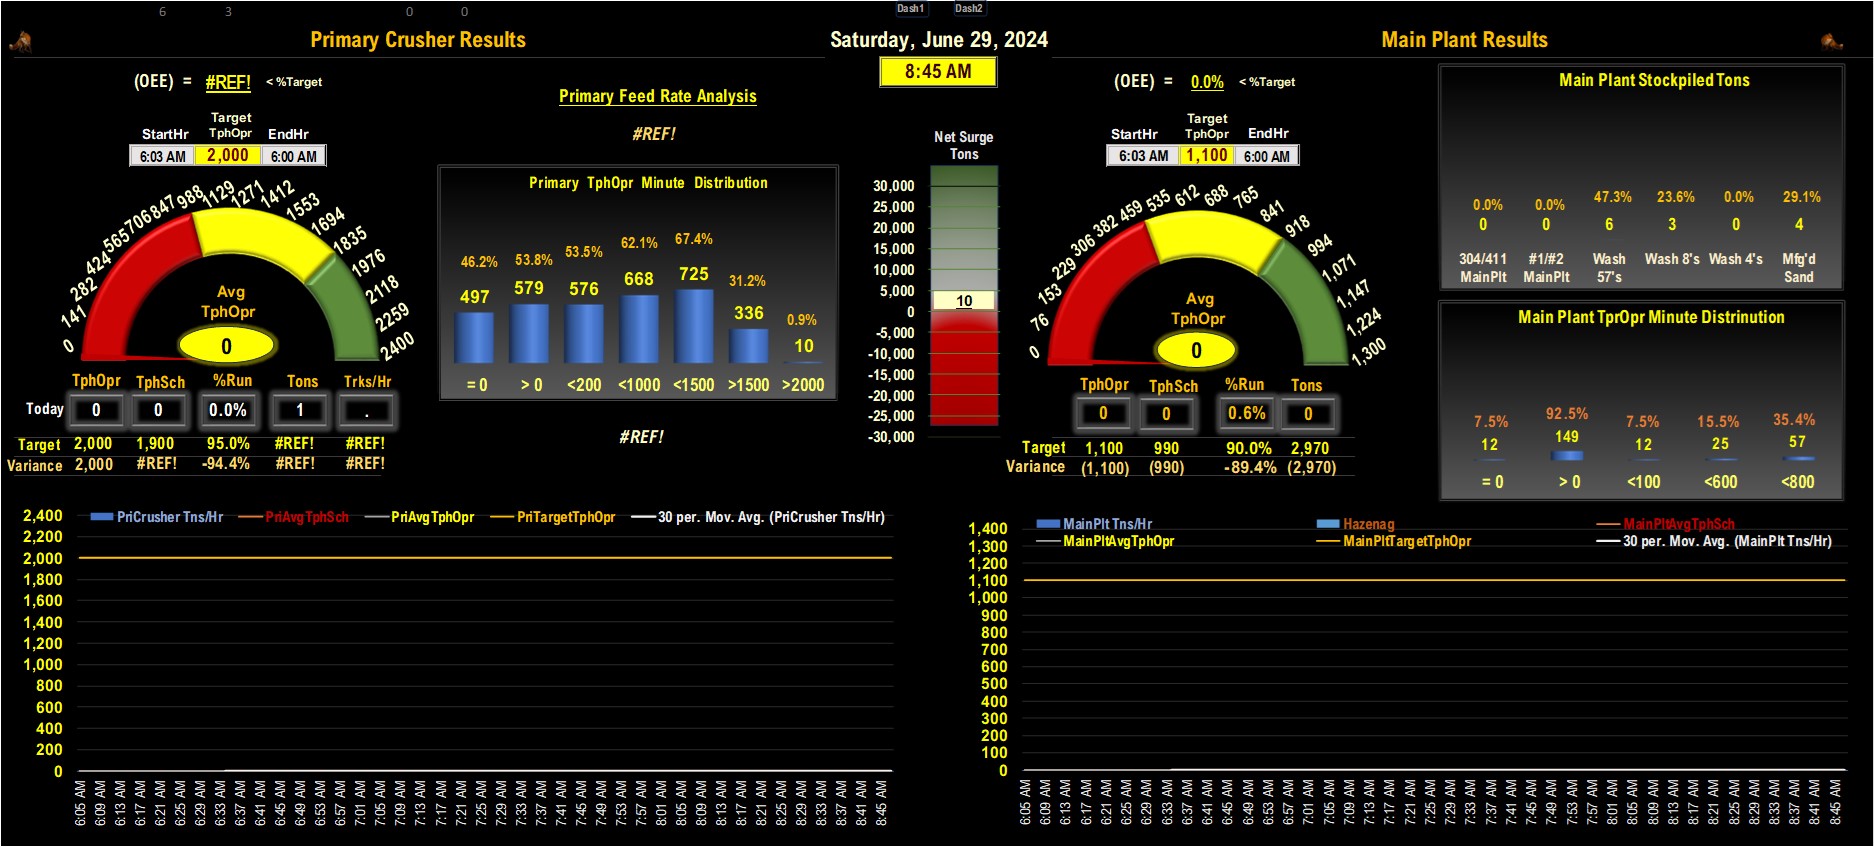 6 3 0 0 Dash1 Dash2
Primary Crusher Results
Saturday, June 29, 2024
8:45 AM
Main Plant Results
(OEE) = #REF! < %Target
StartHr Target TphOpr EndHr
6:03 AM 2,000 6:00 AM
0 141 282 424 565 706 847 988 1129 1271 1412 1553 1694 1835 1976 2118 2259 2400
Avg
TphOpr
0
TphOpr TphSch %Run Tons Trks/Hr
Today 0 0 0.0% 1 .
Target 2,000 1,900 95.0% #REF! #REF!
Variance 2,000 #REF! -94.4% #REF! #REF!
Primary Feed Rate Analysis
#REF!
Primary TphOpr Minute Distribution
46.2% 53.8% 53.5% 62.1% 67.4% 31.2% 0.9%
497 579 576 668 725 336 10
= 0 > 0 <200 <1000 <1500 >1500 >2000
#REF!
Net Surge
Tons
30,000
25,000
20,000
15,000
10,000
5,000
10
0
-5,000
-10,000
-15,000
-20,000
-25,000
-30,000
(OEE) = 0.0% < %Target
StartHr Target TphOpr EndHr
6:03 AM 1,100 6:00 AM
0 76 153 229 306 382 459 535 612 688 765 841 918 994 1,071 1,147 1,224 1,300
Avg
TphOpr
0
TphOpr TphSch %Run Tons
0 0 0.6% 0
Target 1,100 990 90.0% 2,970
Variance (1,100) (990) -89.4% (2,970)
Main Plant Stockpiled Tons
0.0% 0.0% 47.3% 23.6% 0.0% 29.1%
0 0 6 3 0 4
304/411 #1/#2 Wash Wash 8's Wash 4's Mfg'd
MainPlt MainPlt 57's Sand
Main Plant TprOpr Minute Distrinution
7.5% 92.5% 7.5% 15.5% 35.4%
12 149 12 25 57
= 0 > 0 <100 <600 <800
PriCrusher Tns/Hr PriAvgTphSch PriAvgTphOpr PriTargetTphOpr 30 per. Mov. Avg. (PriCrusher Tns/Hr)
2,400
2,200
2,000
1,800
1,600
1,400
1,200
1,000
800
600
400
200
0
6:05 AM 6:09 AM 6:13 AM 6:17 AM 6:21 AM 6:25 AM 6:29 AM 6:33 AM 6:37 AM 6:41 AM 6:45 AM 6:49 AM 6:53 AM 6:57 AM 7:01 AM 7:05 AM 7:09 AM 7:13 AM 7:17 AM 7:21 AM 7:25 AM 7:29 AM 7:33 AM 7:37 AM 7:41 AM 7:45 AM 7:49 AM 7:53 AM 7:57 AM 8:01 AM 8:05 AM 8:09 AM 8:13 AM 8:17 AM 8:21 AM 8:25 AM 8:29 AM 8:33 AM 8:37 AM 8:41 AM 8:45 AM
MainPlt Tns/Hr Hazenag MainPltAvgTphSch
MainPltAvgTphOpr MainPltTargetTphOpr 30 per. Mov. Avg. (MainPlt Tns/Hr)
1,400
1,300
1,200
1,100
1,000
900
800
700
600
500
400
300
200
100
0
6:05 AM 6:09 AM 6:13 AM 6:17 AM 6:21 AM 6:25 AM 6:29 AM 6:33 AM 6:37 AM 6:41 AM 6:45 AM 6:49 AM 6:53 AM 6:57 AM 7:01 AM 7:05 AM 7:09 AM 7:13 AM 7:17 AM 7:21 AM 7:25 AM 7:29 AM 7:33 AM 7:37 AM 7:41 AM 7:45 AM 7:49 AM 7:53 AM 7:57 AM 8:01 AM 8:05 AM 8:09 AM 8:13 AM 8:17 AM 8:21 AM 8:25 AM 8:29 AM 8:33 AM 8:37 AM 8:41 AM 8:45 AM